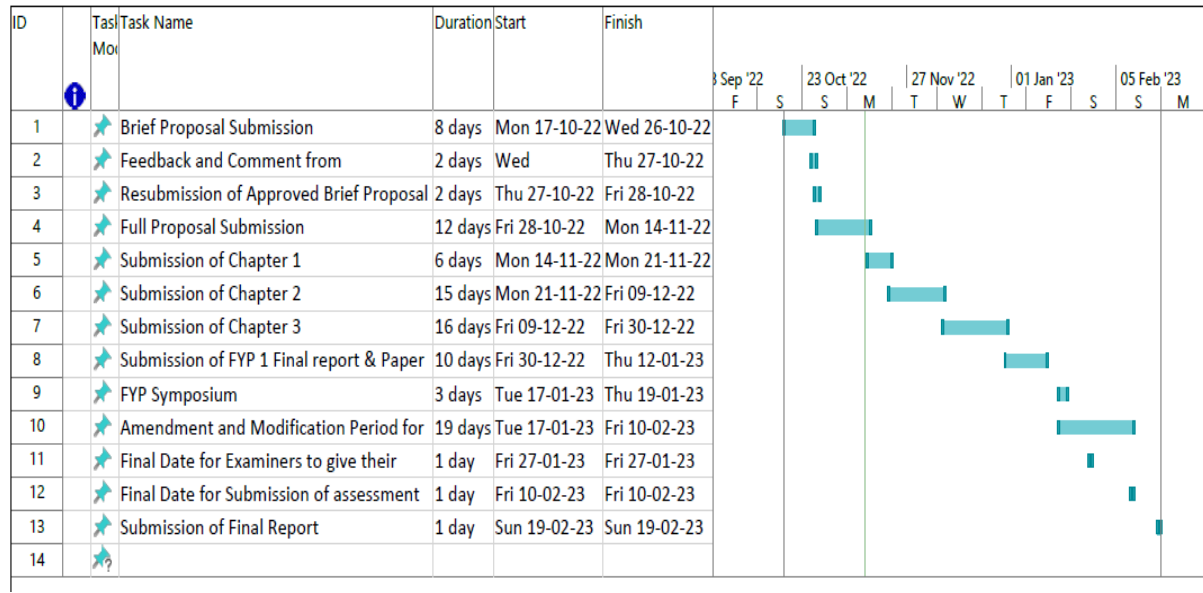 ID Task Task Name Duration Start Finish
Mod
3 Sep '22 23 Oct '22 27 Nov '22 01 Jan '23 05 Feb '23
F S S M T W T F S S M
1 Brief Proposal Submission 8 days Mon 17-10-22 Wed 26-10-22
2 Feedback and Comment from 2 days Wed Thu 27-10-22
3 Resubmission of Approved Brief Proposal 2 days Thu 27-10-22 Fri 28-10-22
4 Full Proposal Submission 12 days Fri 28-10-22 Mon 14-11-22
5 Submission of Chapter 1 6 days Mon 14-11-22 Mon 21-11-22
6 Submission of Chapter 2 15 days Mon 21-11-22 Fri 09-12-22
7 Submission of Chapter 3 16 days Fri 09-12-22 Fri 30-12-22
8 Submission of FYP 1 Final report & Paper 10 days Fri 30-12-22 Thu 12-01-23
9 FYP Symposium 3 days Tue 17-01-23 Thu 19-01-23
10 Amendment and Modification Period for 19 days Tue 17-01-23 Fri 10-02-23
11 Final Date for Examiners to give their 1 day Fri 27-01-23 Fri 27-01-23
12 Final Date for Submission of assessment 1 day Fri 10-02-23 Fri 10-02-23
13 Submission of Final Report 1 day Sun 19-02-23 Sun 19-02-23
14 ?